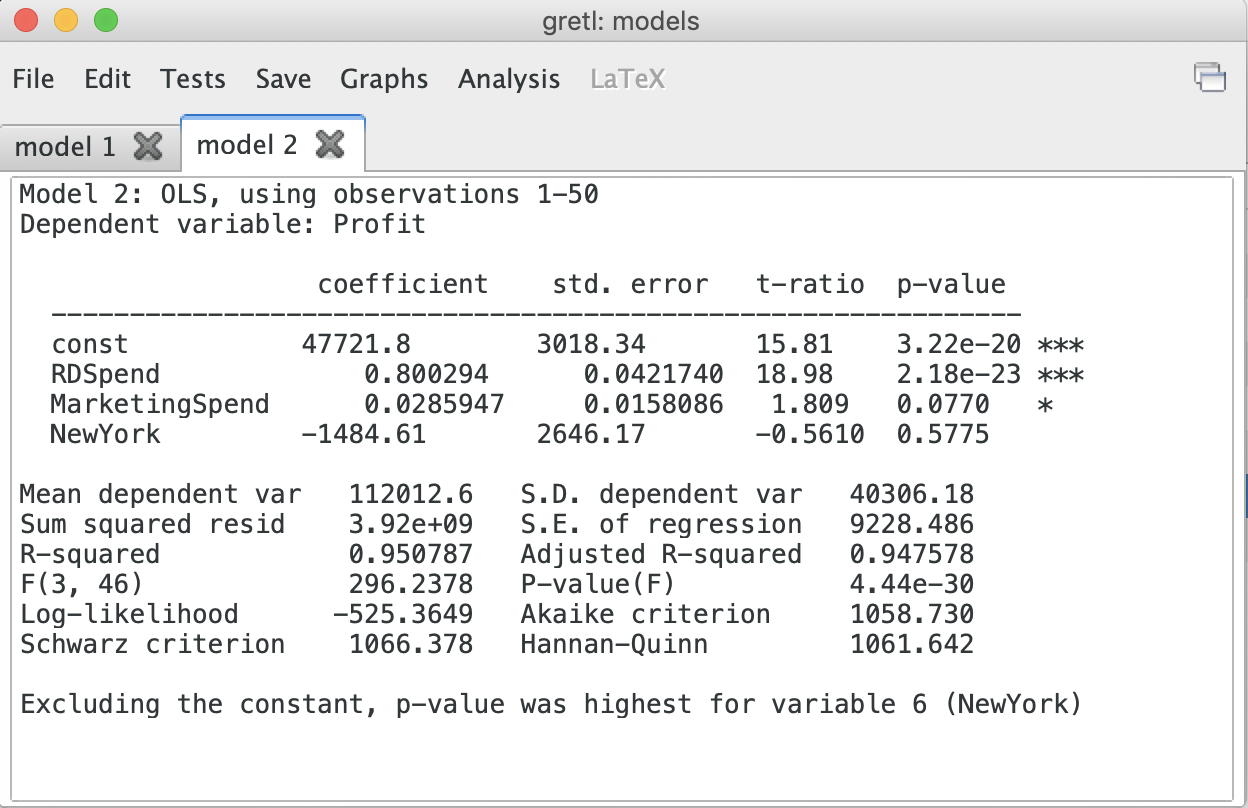 gretl: models
File Edit Tests Save Graphs Analysis LaTeX
model 1 model 2
Model 2: OLS, using observations 1-50
Dependent variable: Profit
coefficient std. error t-ratio p-value
---------------------------------------------------------------
const 47721.8 3018.34 15.81 3.22e-20 ***
RDSpend 0.800294 0.0421740 18.98 2.18e-23 ***
MarketingSpend 0.0285947 0.0158086 1.809 0.0770 *
NewYork -1484.61 2646.17 -0.5610 0.5775
Mean dependent var 112012.6 S.D. dependent var 40306.18
Sum squared resid 3.92e+09 S.E. of regression 9228.486
R-squared 0.950787 Adjusted R-squared 0.947578
F(3, 46) 296.2378 P-value(F) 4.44e-30
Log-likelihood -525.3649 Akaike criterion 1058.730
Schwarz criterion 1066.378 Hannan-Quinn 1061.642
Excluding the constant, p-value was highest for variable 6 (NewYork)